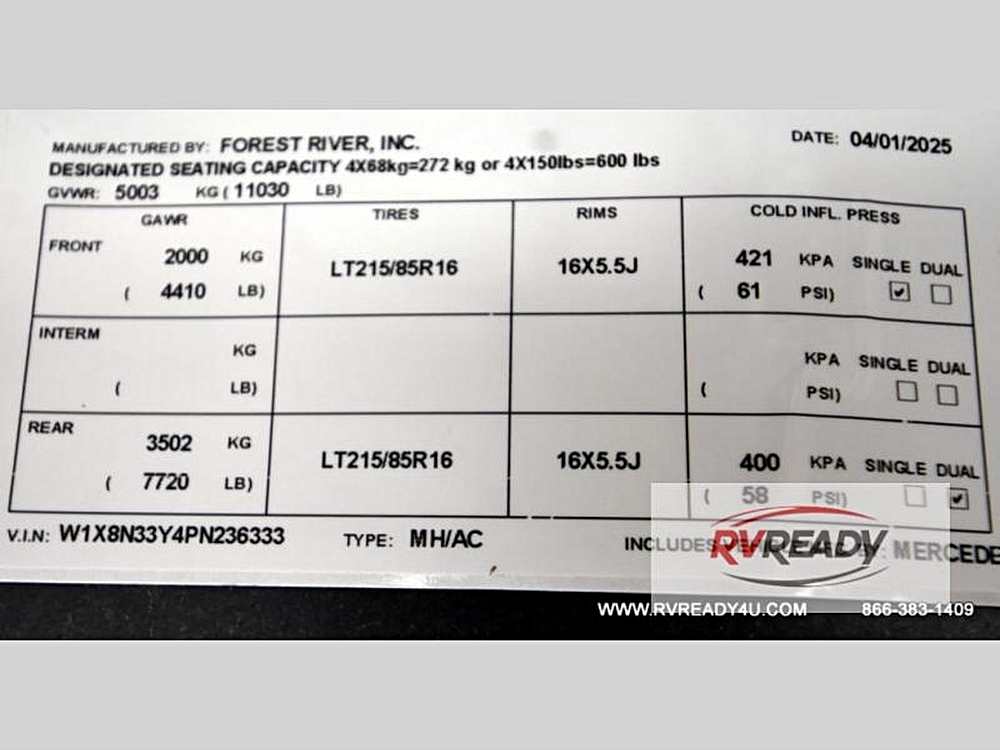 MANUFACTURED BY: FOREST RIVER, INC. DATE: 04/01/2025
DESIGNATED SEATING CAPACITY 4X68kg=272 kg or 4X150lbs=600 lbs
GVWR: 5003 KG ( 11030 LB)
GAWR TIRES RIMS COLD INFL. PRESS
FRONT
2000 KG LT215/85R16 16X5.5J 421 KPA SINGLE DUAL
( 4410 LB) ( 61 PSI) ☑ ☐
INTERM
KG KPA SINGLE DUAL
( LB) ( PSI) ☐ ☐
REAR
3502 KG LT215/85R16 16X5.5J 400 KPA SINGLE DUAL
( 7720 LB) ( 58 PSI) ☐ ☑
V.I.N: W1X8N33Y4PN236333 TYPE: MH/AC INCLUDES VEHICLE BY: MERCEDE
RVREADY
WWW.RVREADY4U.COM 866-383-1409